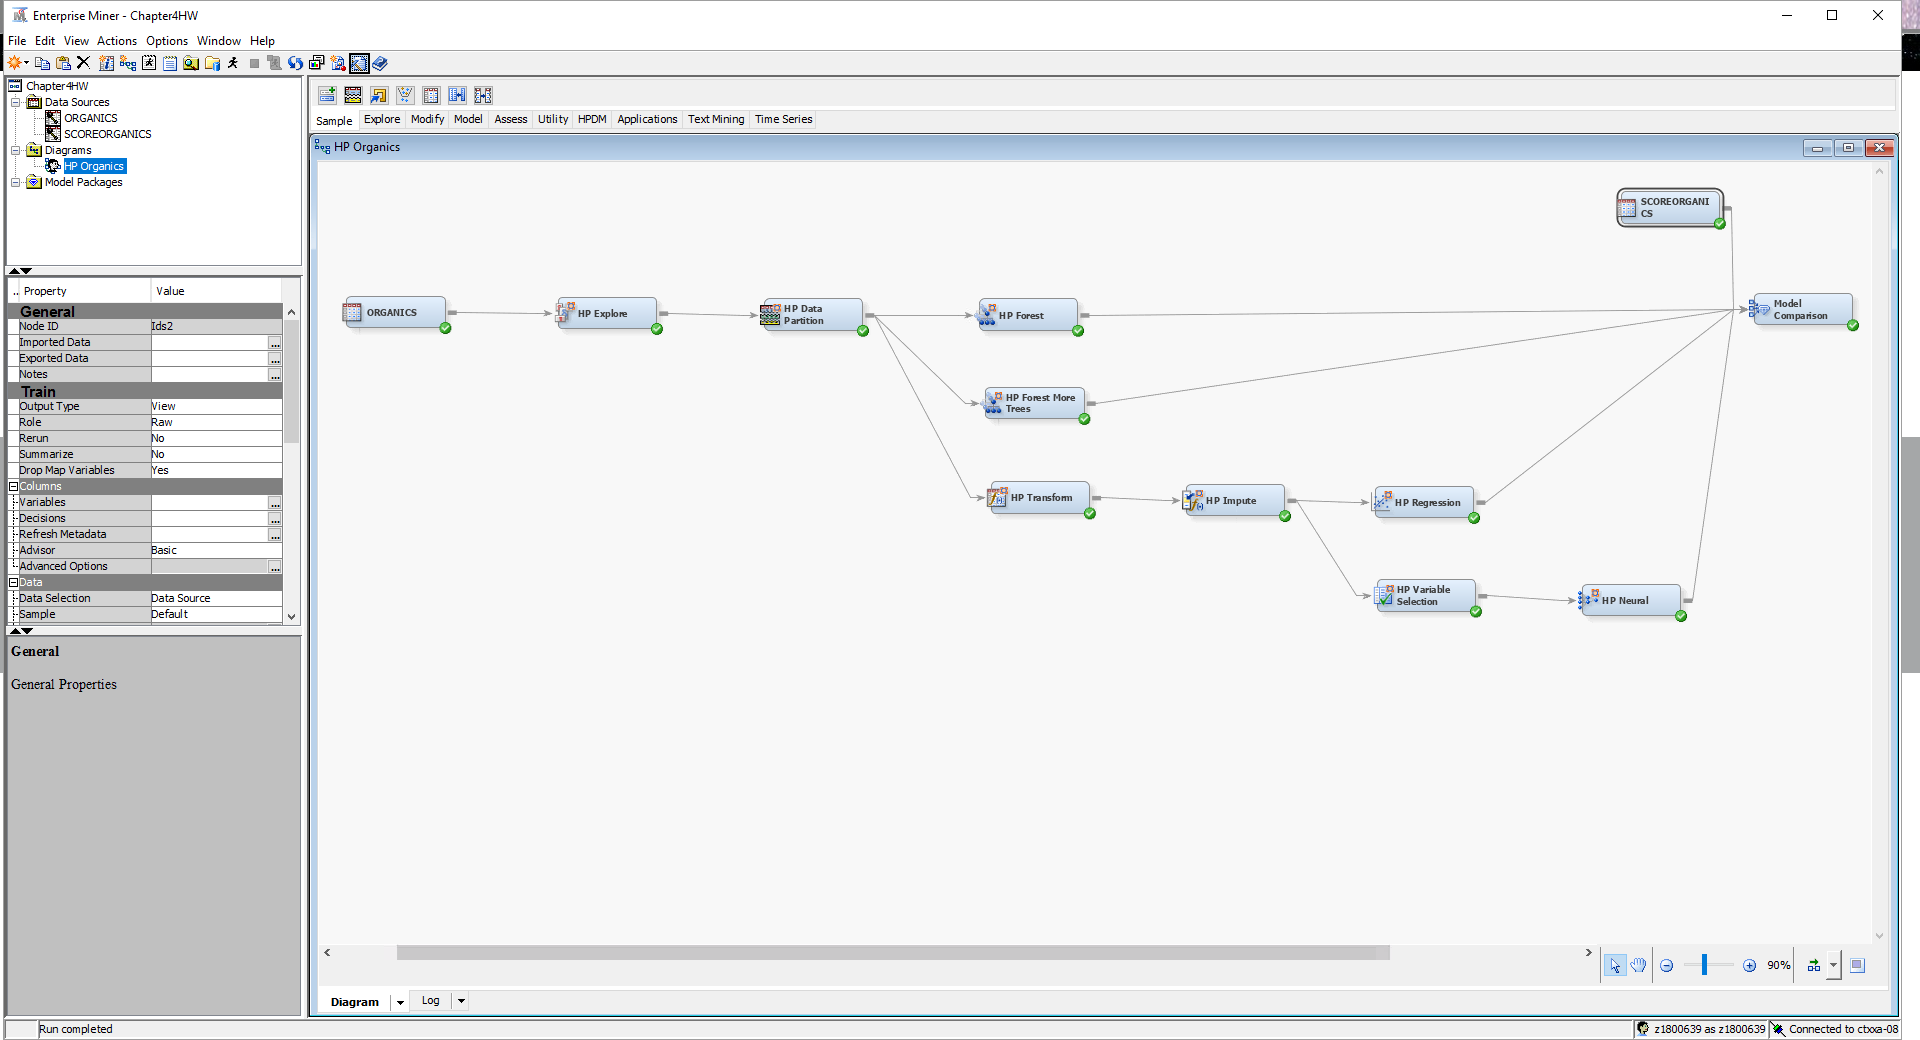 Enterprise Miner - Chapter4HW
File Edit View Actions Options Window Help
Chapter4HW
Data Sources
ORGANICS
SCOREORGANICS
Diagrams
HP Organics
Model Packages
.. Property Value
General
Node ID Ids2
Imported Data ...
Exported Data ...
Notes ...
Train
Output Type View
Role Raw
Rerun No
Summarize No
Drop Map Variables Yes
Columns
Variables ...
Decisions ...
Refresh Metadata ...
Advisor Basic
Advanced Options ...
Data
Data Selection Data Source
Sample Default
General
General Properties
Sample Explore Modify Model Assess Utility HPDM Applications Text Mining Time Series
HP Organics
SCOREORGANI
CS
ORGANICS
HP Explore
HP Data
Partition
HP Forest
Model
Comparison
HP Forest More
Trees
HP Transform
HP Impute
HP Regression
HP Variable
Selection
HP Neural
90%
Diagram Log
Run completed
z1800639 as z1800639 Connected to ctxxa-08